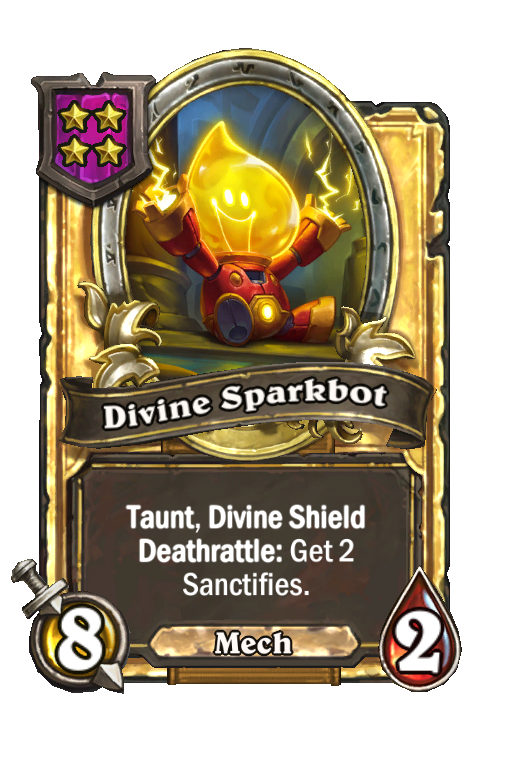 Divine Sparkbot
Taunt, Divine Shield
Deathrattle: Get 2
Sanctifies.
8
Mech
2